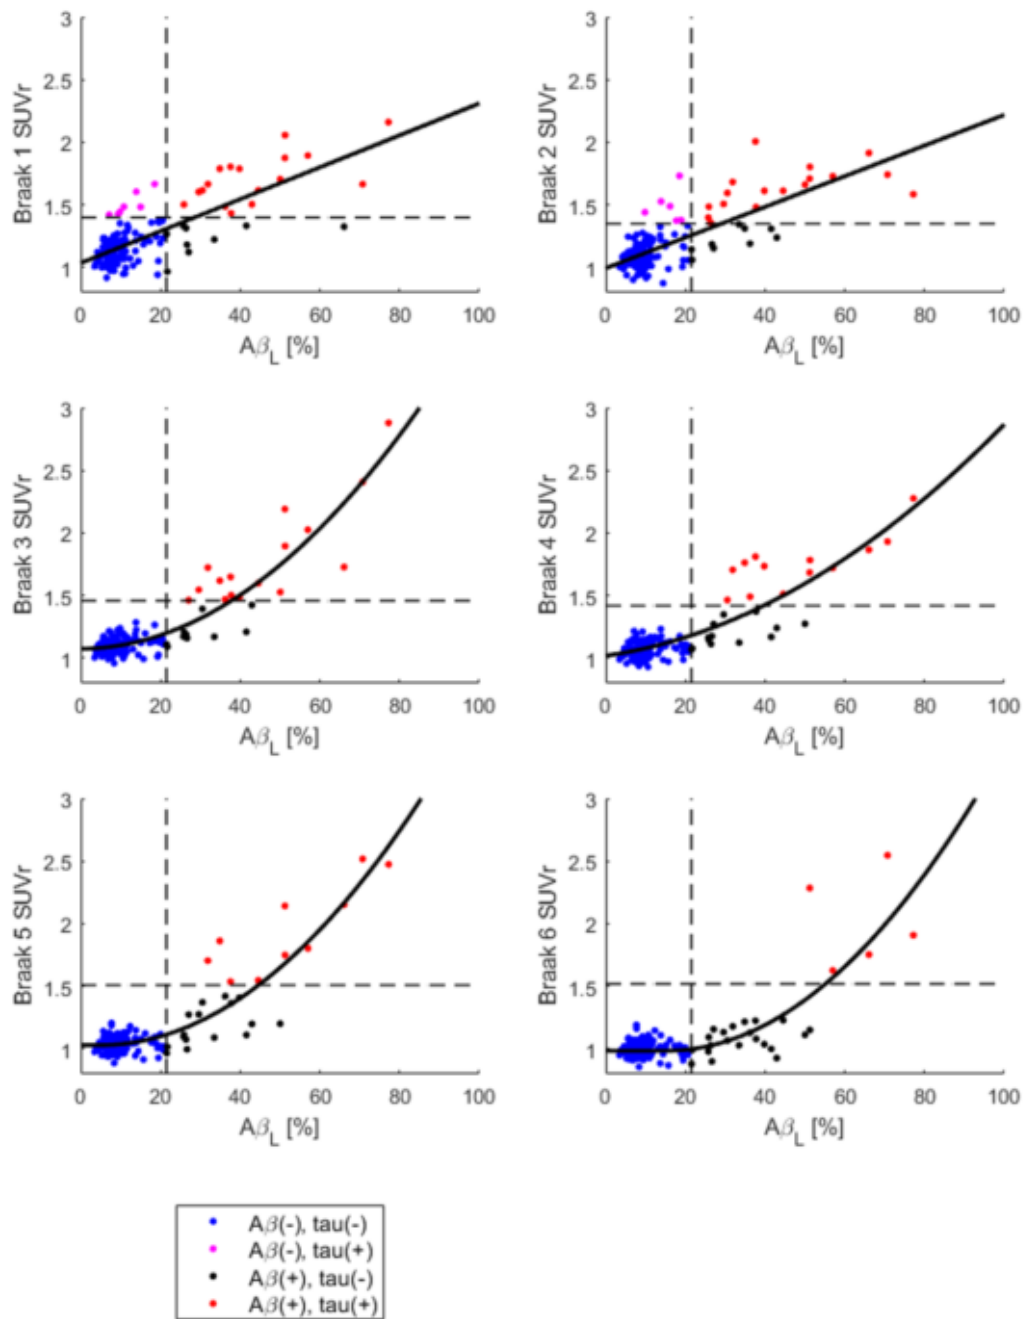 3
2.5
2
1.5
1
0 20 40 60 80 100
Braak 1 SUVr
Aβ_L [%]
3
2.5
2
1.5
1
0 20 40 60 80 100
Braak 2 SUVr
Aβ_L [%]
3
2.5
2
1.5
1
0 20 40 60 80 100
Braak 3 SUVr
Aβ_L [%]
3
2.5
2
1.5
1
0 20 40 60 80 100
Braak 4 SUVr
Aβ_L [%]
3
2.5
2
1.5
1
0 20 40 60 80 100
Braak 5 SUVr
Aβ_L [%]
3
2.5
2
1.5
1
0 20 40 60 80 100
Braak 6 SUVr
Aβ_L [%]
Aβ(-), tau(-)
Aβ(-), tau(+)
Aβ(+), tau(-)
Aβ(+), tau(+)